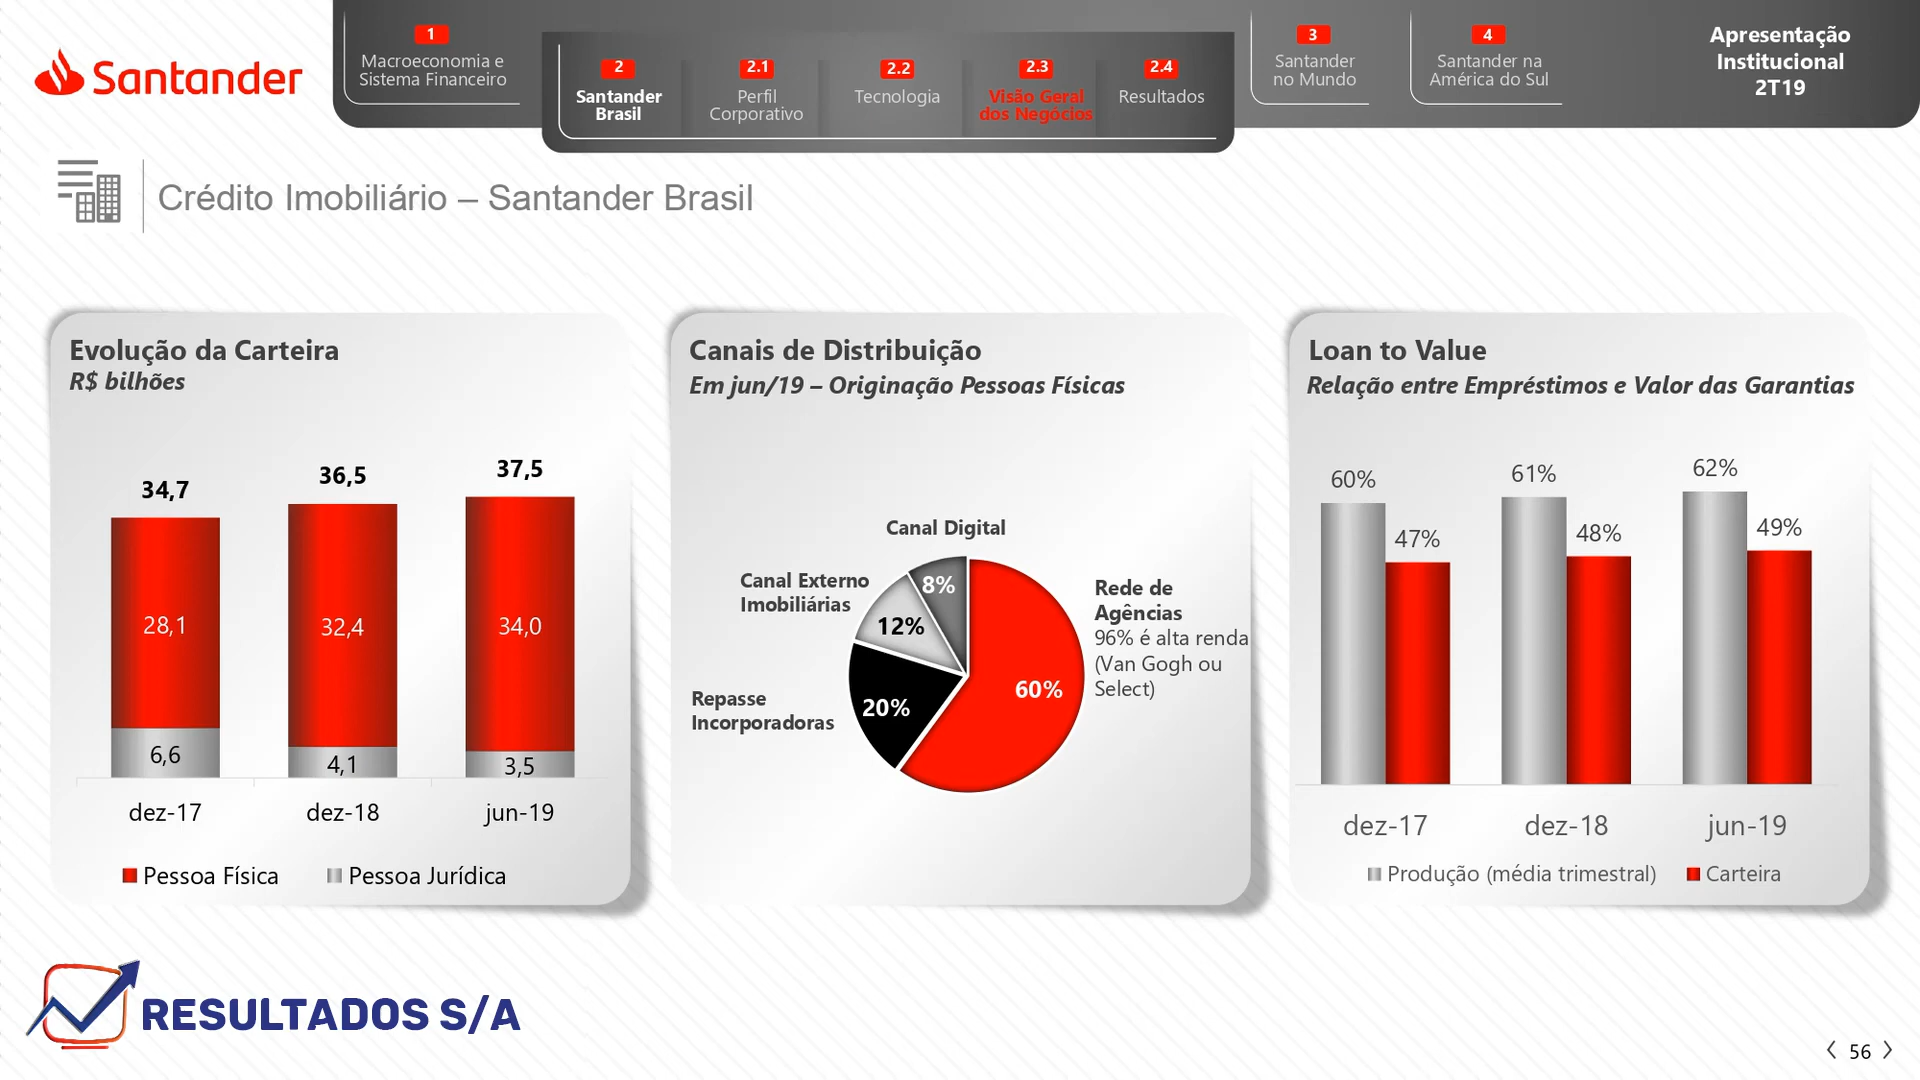 Santander
1
Macroeconomia e
Sistema Financeiro
2
Santander
Brasil
2.1
Perfil
Corporativo
2.2
Tecnologia
2.3
Visão Geral
dos Negócios
2.4
Resultados
3
Santander
no Mundo
4
Santander na
América do Sul
Apresentação
Institucional
2T19
Crédito Imobiliário – Santander Brasil
Evolução da Carteira
R$ bilhões
34,7
36,5
37,5
28,1
32,4
34,0
6,6
4,1
3,5
dez-17
dez-18
jun-19
Pessoa Física
Pessoa Jurídica
Canais de Distribuição
Em jun/19 – Originação Pessoas Físicas
Canal Digital
8%
Canal Externo
Imobiliárias
12%
Rede de
Agências
96% é alta renda
(Van Gogh ou
Select)
60%
Repasse
Incorporadoras
20%
Loan to Value
Relação entre Empréstimos e Valor das Garantias
60%
47%
61%
48%
62%
49%
dez-17
dez-18
jun-19
Produção (média trimestral)
Carteira
RESULTADOS S/A
56